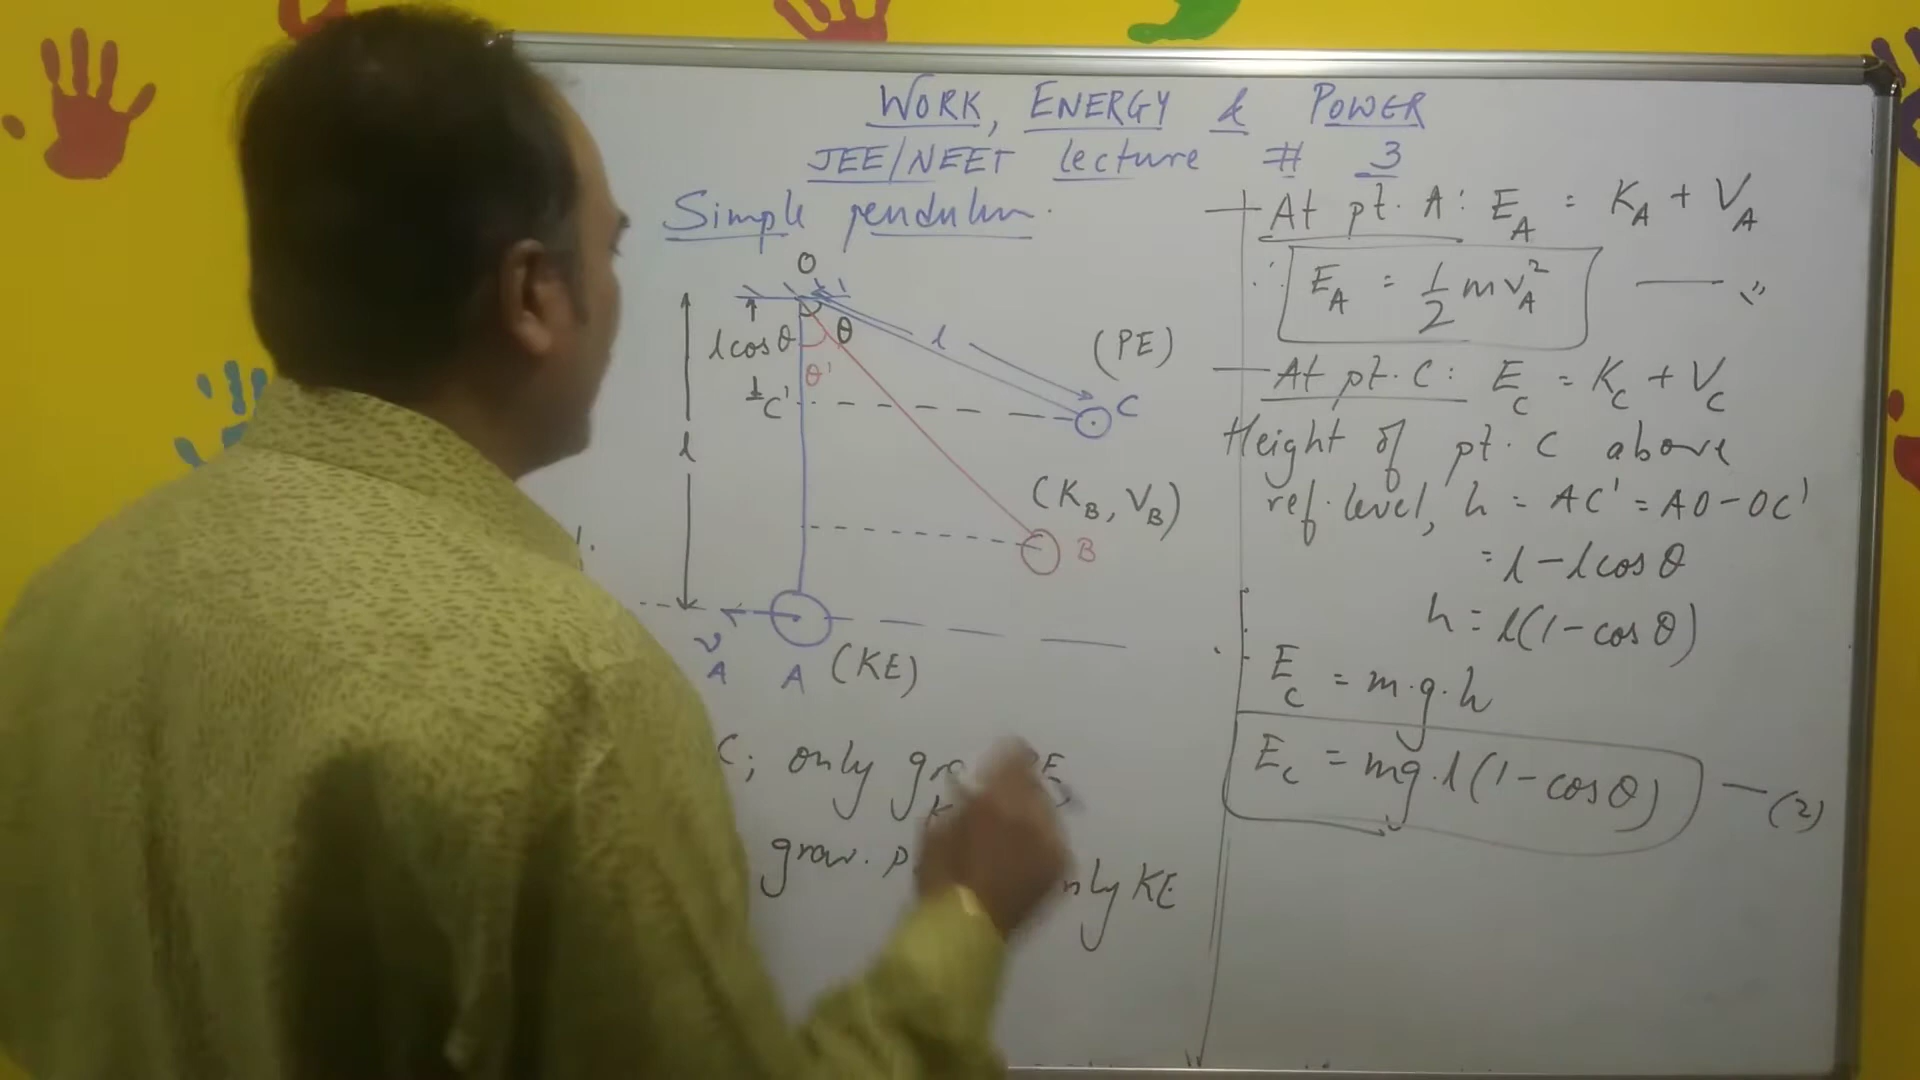 WORK, ENERGY & POWER
JEE/NEET Lecture # 3
Simple pendulum.
O
l cos θ
θ
θ'
l
(PE)
C'
C
l
(K_B, V_B)
B
v_A
A
(KE)
C; only
grav. P
only KE
At pt. A: E_A = K_A + V_A
∴ E_A = 1/2 m v_A^2
At pt. C: E_C = K_C + V_C
Height of pt. C above
ref. level, h = AC' = AO - OC'
= l - l cos θ
h = l(1 - cos θ)
E_C = m.g.h
E_C = mg.l(1 - cos θ) — (2)